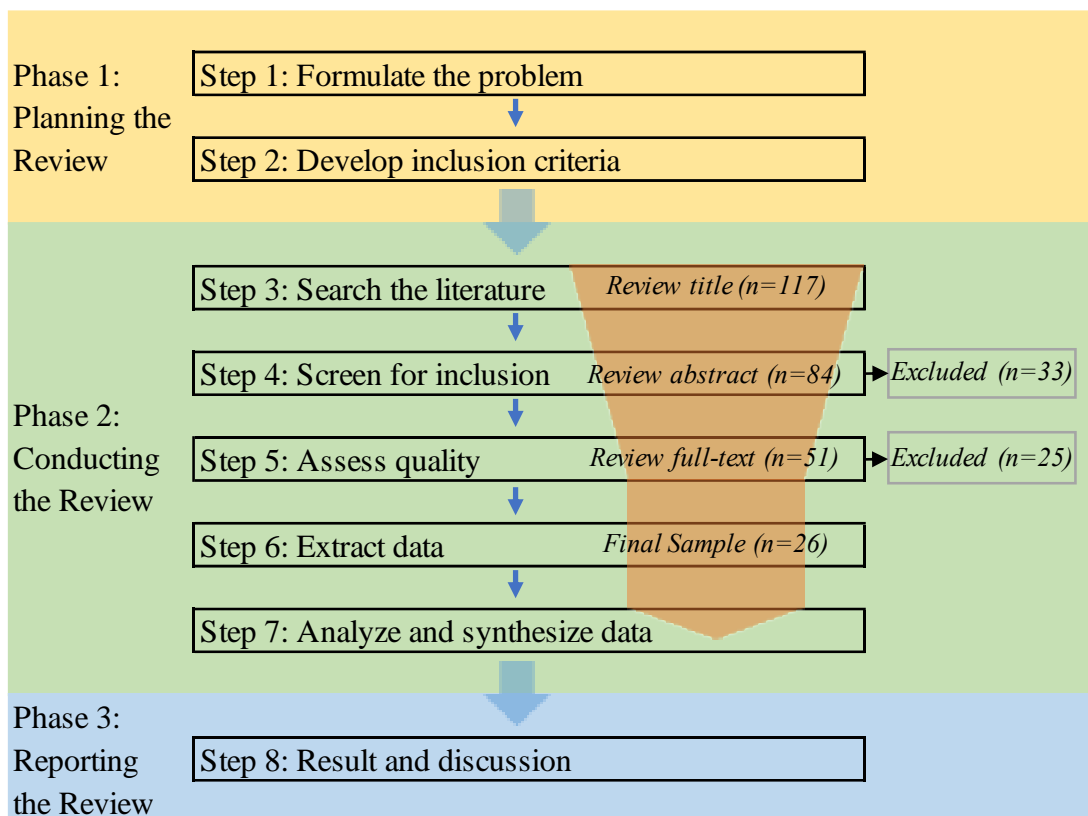 Phase 1:
Planning the
Review
Step 1: Formulate the problem
Step 2: Develop inclusion criteria
Phase 2:
Conducting
the Review
Step 3: Search the literature
Review title (n=117)
Step 4: Screen for inclusion
Review abstract (n=84)
Excluded (n=33)
Step 5: Assess quality
Review full-text (n=51)
Excluded (n=25)
Step 6: Extract data
Final Sample (n=26)
Step 7: Analyze and synthesize data
Phase 3:
Reporting
the Review
Step 8: Result and discussion